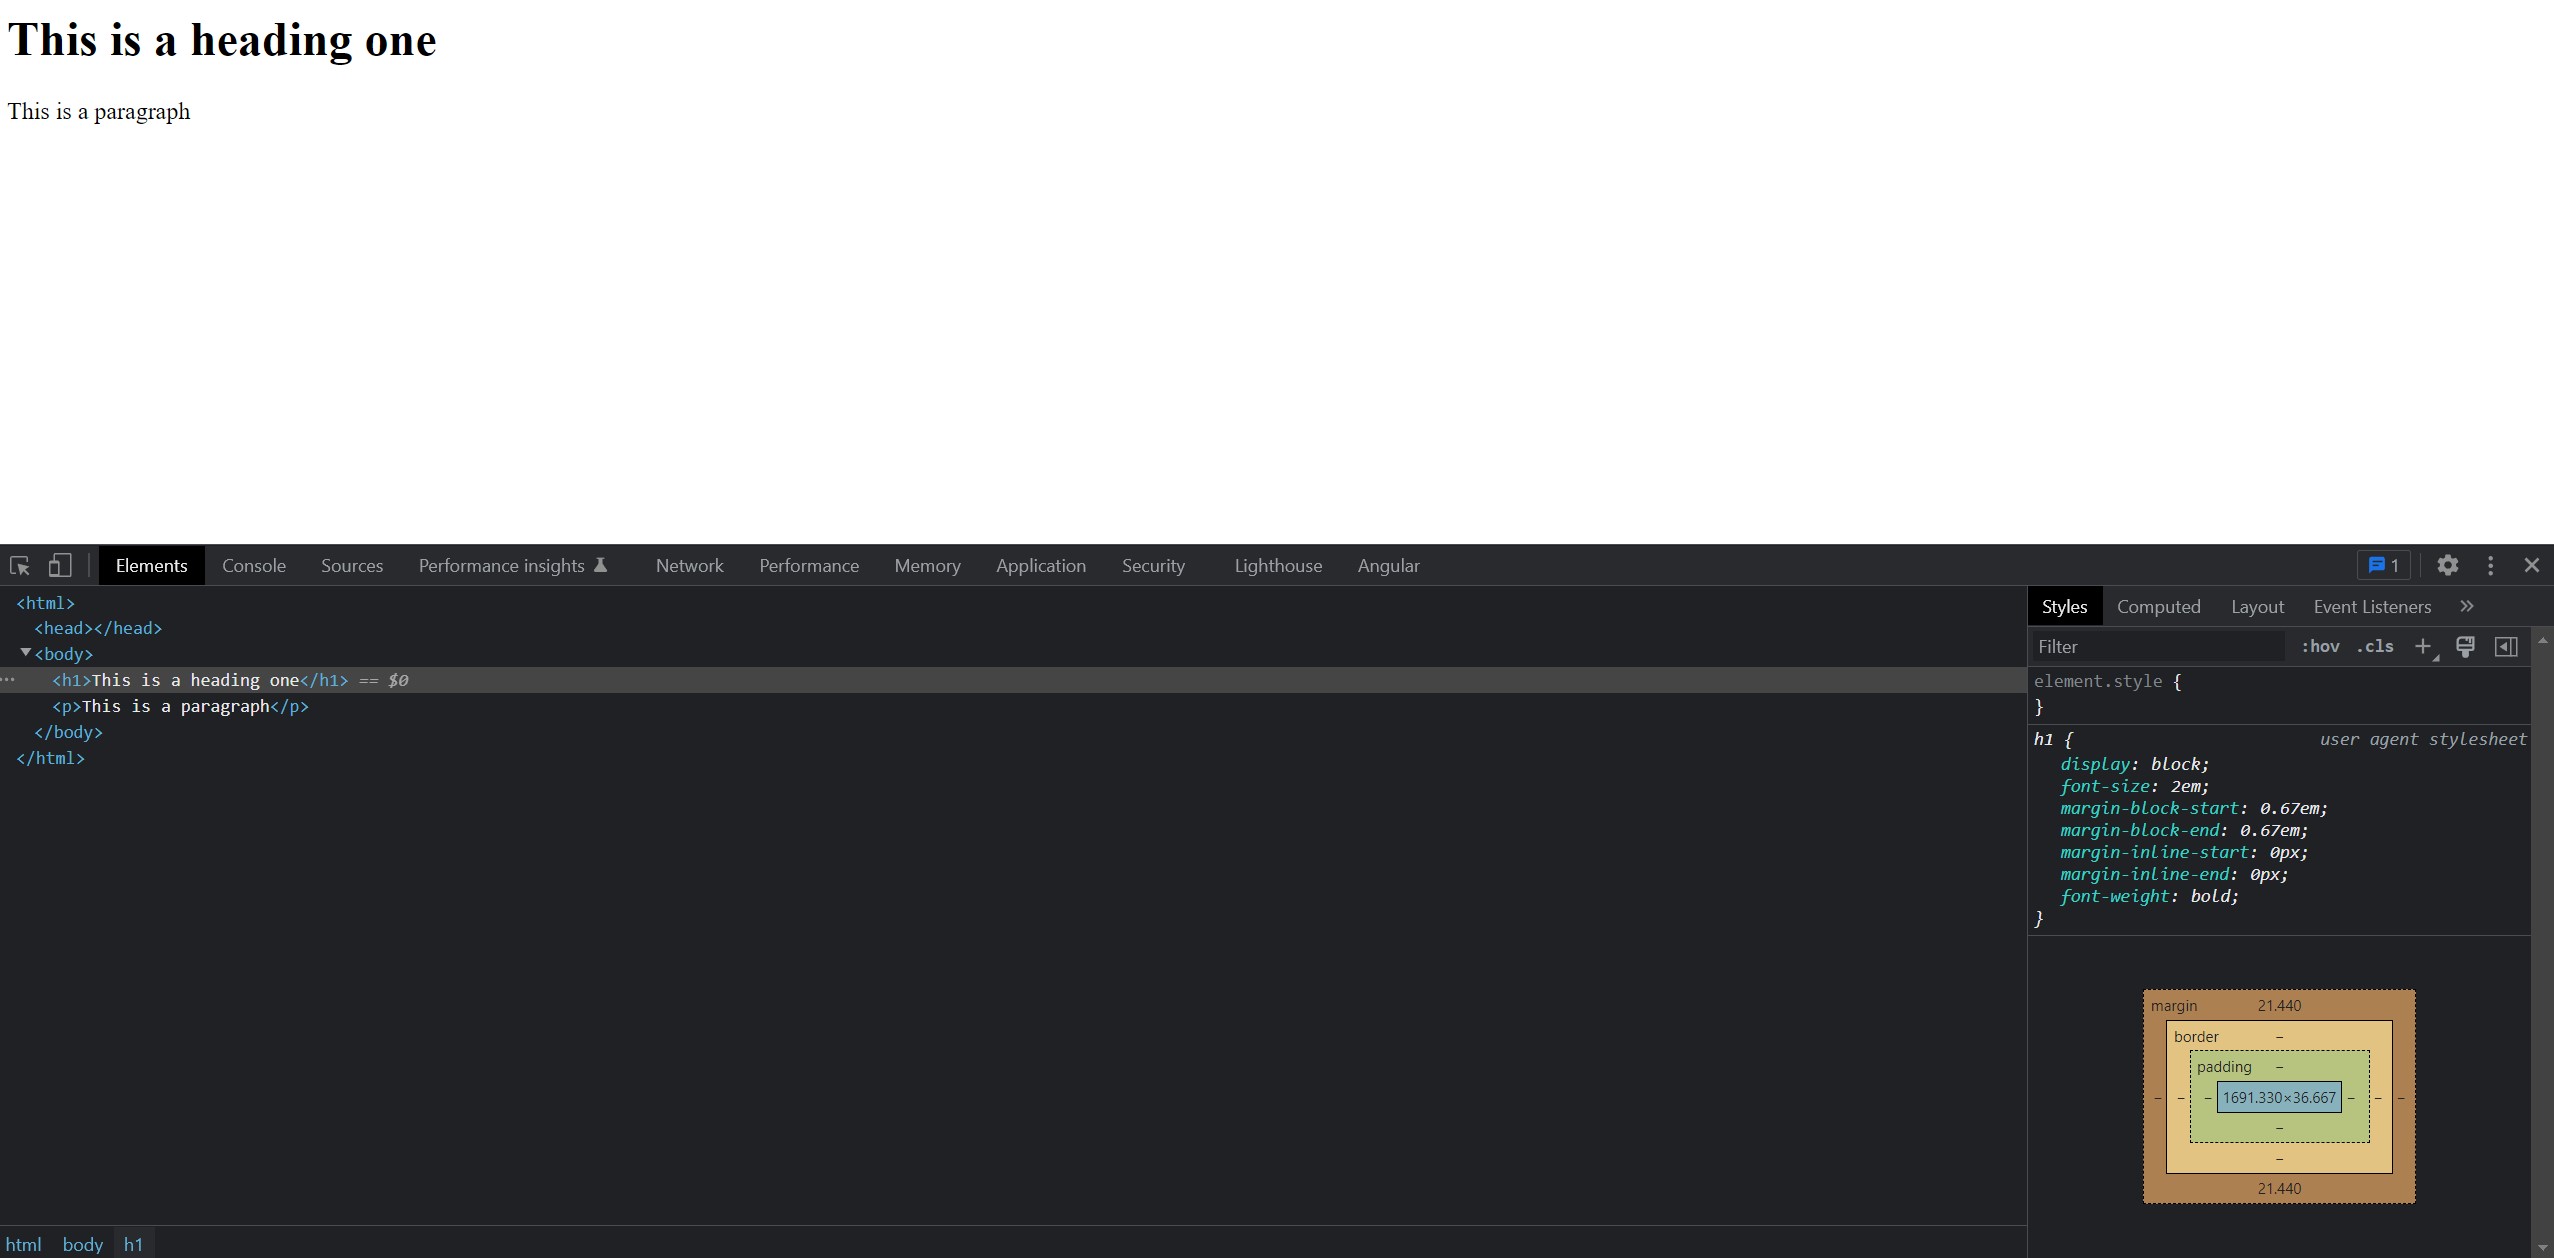 This is a heading one
This is a paragraph
Elements Console Sources Performance insights Network Performance Memory Application Security Lighthouse Angular 1
<html>
<head></head>
<body>
<h1>This is a heading one</h1> == $0
<p>This is a paragraph</p>
</body>
</html>
html body h1
Styles Computed Layout Event Listeners »
Filter :hov .cls +
element.style {
}
h1 { user agent stylesheet
display: block;
font-size: 2em;
margin-block-start: 0.67em;
margin-block-end: 0.67em;
margin-inline-start: 0px;
margin-inline-end: 0px;
font-weight: bold;
}
margin 21.440
border –
padding –
– – – 1691.330×36.667 – – –
–
–
21.440